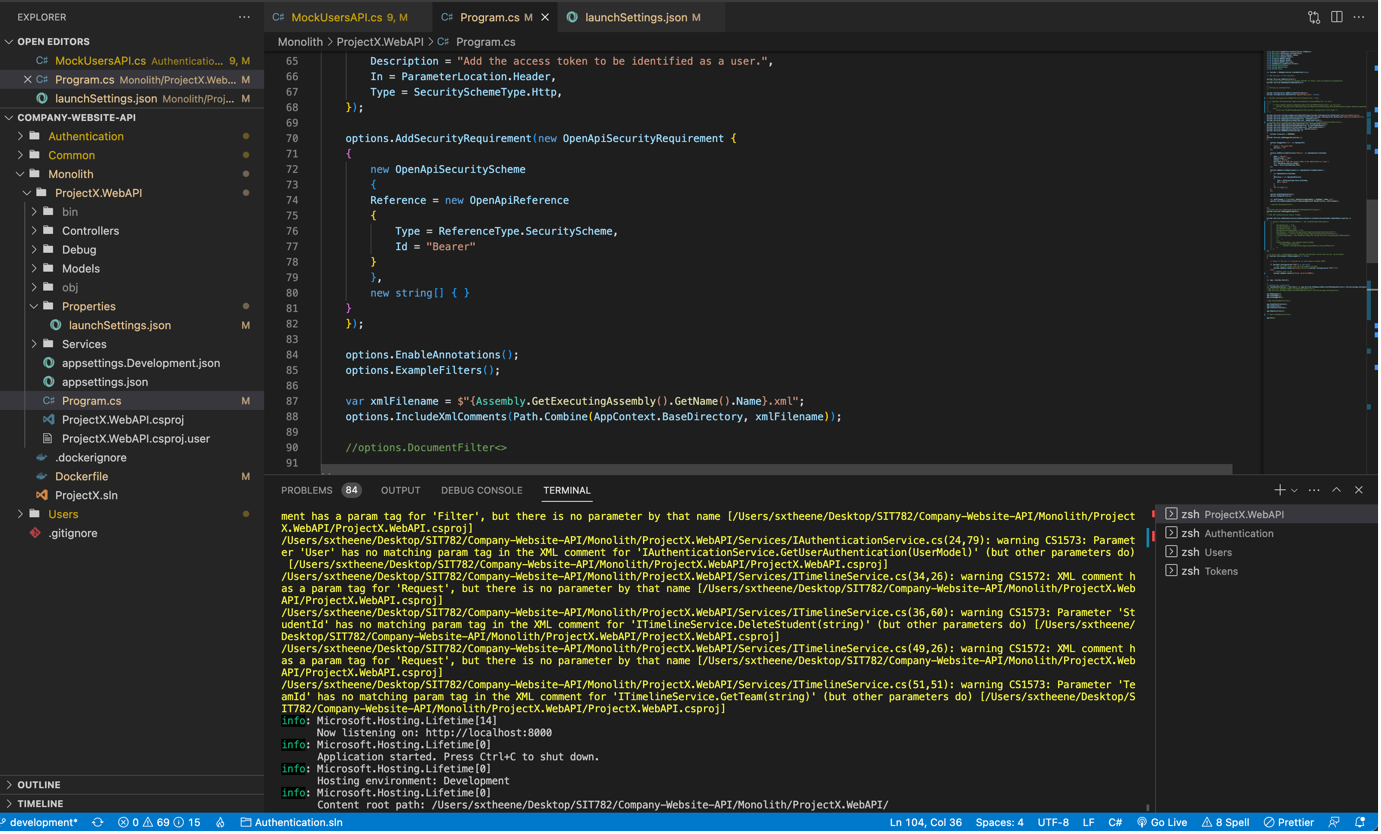 EXPLORER
MockUsersAPI.cs 9, M
Program.cs M
launchSettings.json M
OPEN EDITORS
MockUsersAPI.cs Authenticatio... 9, M
Program.cs Monolith/ProjectX.Web... M
launchSettings.json Monolith/Proj... M
COMPANY-WEBSITE-API
Authentication
Common
Monolith
ProjectX.WebAPI
bin
Controllers
Debug
Models
obj
Properties
launchSettings.json M
Services
appsettings.Development.json
appsettings.json
Program.cs M
ProjectX.WebAPI.csproj
ProjectX.WebAPI.csproj.user
.dockerignore
Dockerfile M
ProjectX.sln
Users
.gitignore
OUTLINE
TIMELINE
Monolith > ProjectX.WebAPI > Program.cs
65 Description = "Add the access token to be identified as a user.",
66 In = ParameterLocation.Header,
67 Type = SecuritySchemeType.Http,
68 });
69
70 options.AddSecurityRequirement(new OpenApiSecurityRequirement {
71 {
72 new OpenApiSecurityScheme
73 {
74 Reference = new OpenApiReference
75 {
76 Type = ReferenceType.SecurityScheme,
77 Id = "Bearer"
78 }
79 },
80 new string[] { }
81 }
82 });
83
84 options.EnableAnnotations();
85 options.ExampleFilters();
86
87 var xmlFilename = $"{Assembly.GetExecutingAssembly().GetName().Name}.xml";
88 options.IncludeXmlComments(Path.Combine(AppContext.BaseDirectory, xmlFilename));
89
90 //options.DocumentFilter<>
91
PROBLEMS 84 OUTPUT DEBUG CONSOLE TERMINAL
ment has a param tag for 'Filter', but there is no parameter by that name [/Users/sxtheene/Desktop/SIT782/Company-Website-API/Monolith/Project
X.WebAPI/ProjectX.WebAPI.csproj]
/Users/sxtheene/Desktop/SIT782/Company-Website-API/Monolith/ProjectX.WebAPI/Services/IAuthenticationService.cs(24,79): warning CS1573: Paramet
er 'User' has no matching param tag in the XML comment for 'IAuthenticationService.GetUserAuthentication(UserModel)' (but other parameters do)
[/Users/sxtheene/Desktop/SIT782/Company-Website-API/Monolith/ProjectX.WebAPI/ProjectX.WebAPI.csproj]
/Users/sxtheene/Desktop/SIT782/Company-Website-API/Monolith/ProjectX.WebAPI/Services/ITimelineService.cs(34,26): warning CS1572: XML comment h
as a param tag for 'Request', but there is no parameter by that name [/Users/sxtheene/Desktop/SIT782/Company-Website-API/Monolith/ProjectX.Web
API/ProjectX.WebAPI.csproj]
/Users/sxtheene/Desktop/SIT782/Company-Website-API/Monolith/ProjectX.WebAPI/Services/ITimelineService.cs(36,60): warning CS1573: Parameter 'St
udentId' has no matching param tag in the XML comment for 'ITimelineService.DeleteStudent(string)' (but other parameters do) [/Users/sxtheene/
Desktop/SIT782/Company-Website-API/Monolith/ProjectX.WebAPI/ProjectX.WebAPI.csproj]
/Users/sxtheene/Desktop/SIT782/Company-Website-API/Monolith/ProjectX.WebAPI/Services/ITimelineService.cs(49,26): warning CS1572: XML comment h
as a param tag for 'Request', but there is no parameter by that name [/Users/sxtheene/Desktop/SIT782/Company-Website-API/Monolith/ProjectX.Web
API/ProjectX.WebAPI.csproj]
/Users/sxtheene/Desktop/SIT782/Company-Website-API/Monolith/ProjectX.WebAPI/Services/ITimelineService.cs(51,51): warning CS1573: Parameter 'Te
amId' has no matching param tag in the XML comment for 'ITimelineService.GetTeam(string)' (but other parameters do) [/Users/sxtheene/Desktop/S
IT782/Company-Website-API/Monolith/ProjectX.WebAPI/ProjectX.WebAPI.csproj]
info: Microsoft.Hosting.Lifetime[14]
Now listening on: http://localhost:8000
info: Microsoft.Hosting.Lifetime[0]
Application started. Press Ctrl+C to shut down.
info: Microsoft.Hosting.Lifetime[0]
Hosting environment: Development
info: Microsoft.Hosting.Lifetime[0]
Content root path: /Users/sxtheene/Desktop/SIT782/Company-Website-API/Monolith/ProjectX.WebAPI/
zsh ProjectX.WebAPI
zsh Authentication
zsh Users
zsh Tokens
development* 0 69 15 Authentication.sln Ln 104, Col 36 Spaces: 4 UTF-8 LF C# Go Live 8 Spell Prettier